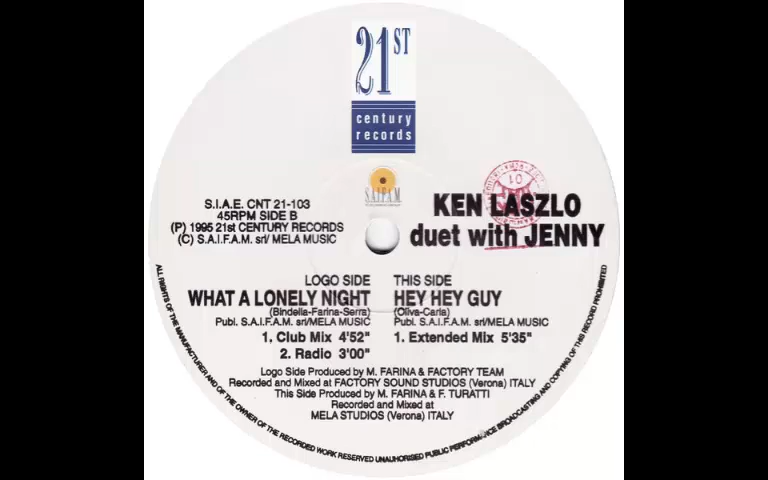 21ST
century
records
SAIFAM
S.I.A.E. CNT 21-103
45RPM SIDE B
(P) 1995 21st CENTURY RECORDS
(C) S.A.I.F.A.M. srl/ MELA MUSIC
KEN LASZLO
duet with JENNY
LOGO SIDE
WHAT A LONELY NIGHT
(Bindella-Farina-Serra)
Publ. S.A.I.F.A.M. srl/MELA MUSIC
1. Club Mix 4'52"
2. Radio 3'00"
THIS SIDE
HEY HEY GUY
(Oliva-Carla)
Publ. S.A.I.F.A.M. srl/MELA MUSIC
1. Extended Mix 5'35"
Logo Side Produced by M. FARINA & FACTORY TEAM
Recorded and Mixed at FACTORY SOUND STUDIOS (Verona) ITALY
This Side Produced by M. FARINA & F. TURATTI
Recorded and Mixed at
MELA STUDIOS (Verona) ITALY
ALL RIGHTS OF THE MANUFACTURER AND OF THE OWNER OF THE RECORDED WORK RESERVED UNAUTHORISED PUBLIC PERFORMANCE BROADCASTING AND COPYING OF THIS RECORD PROHIBITED